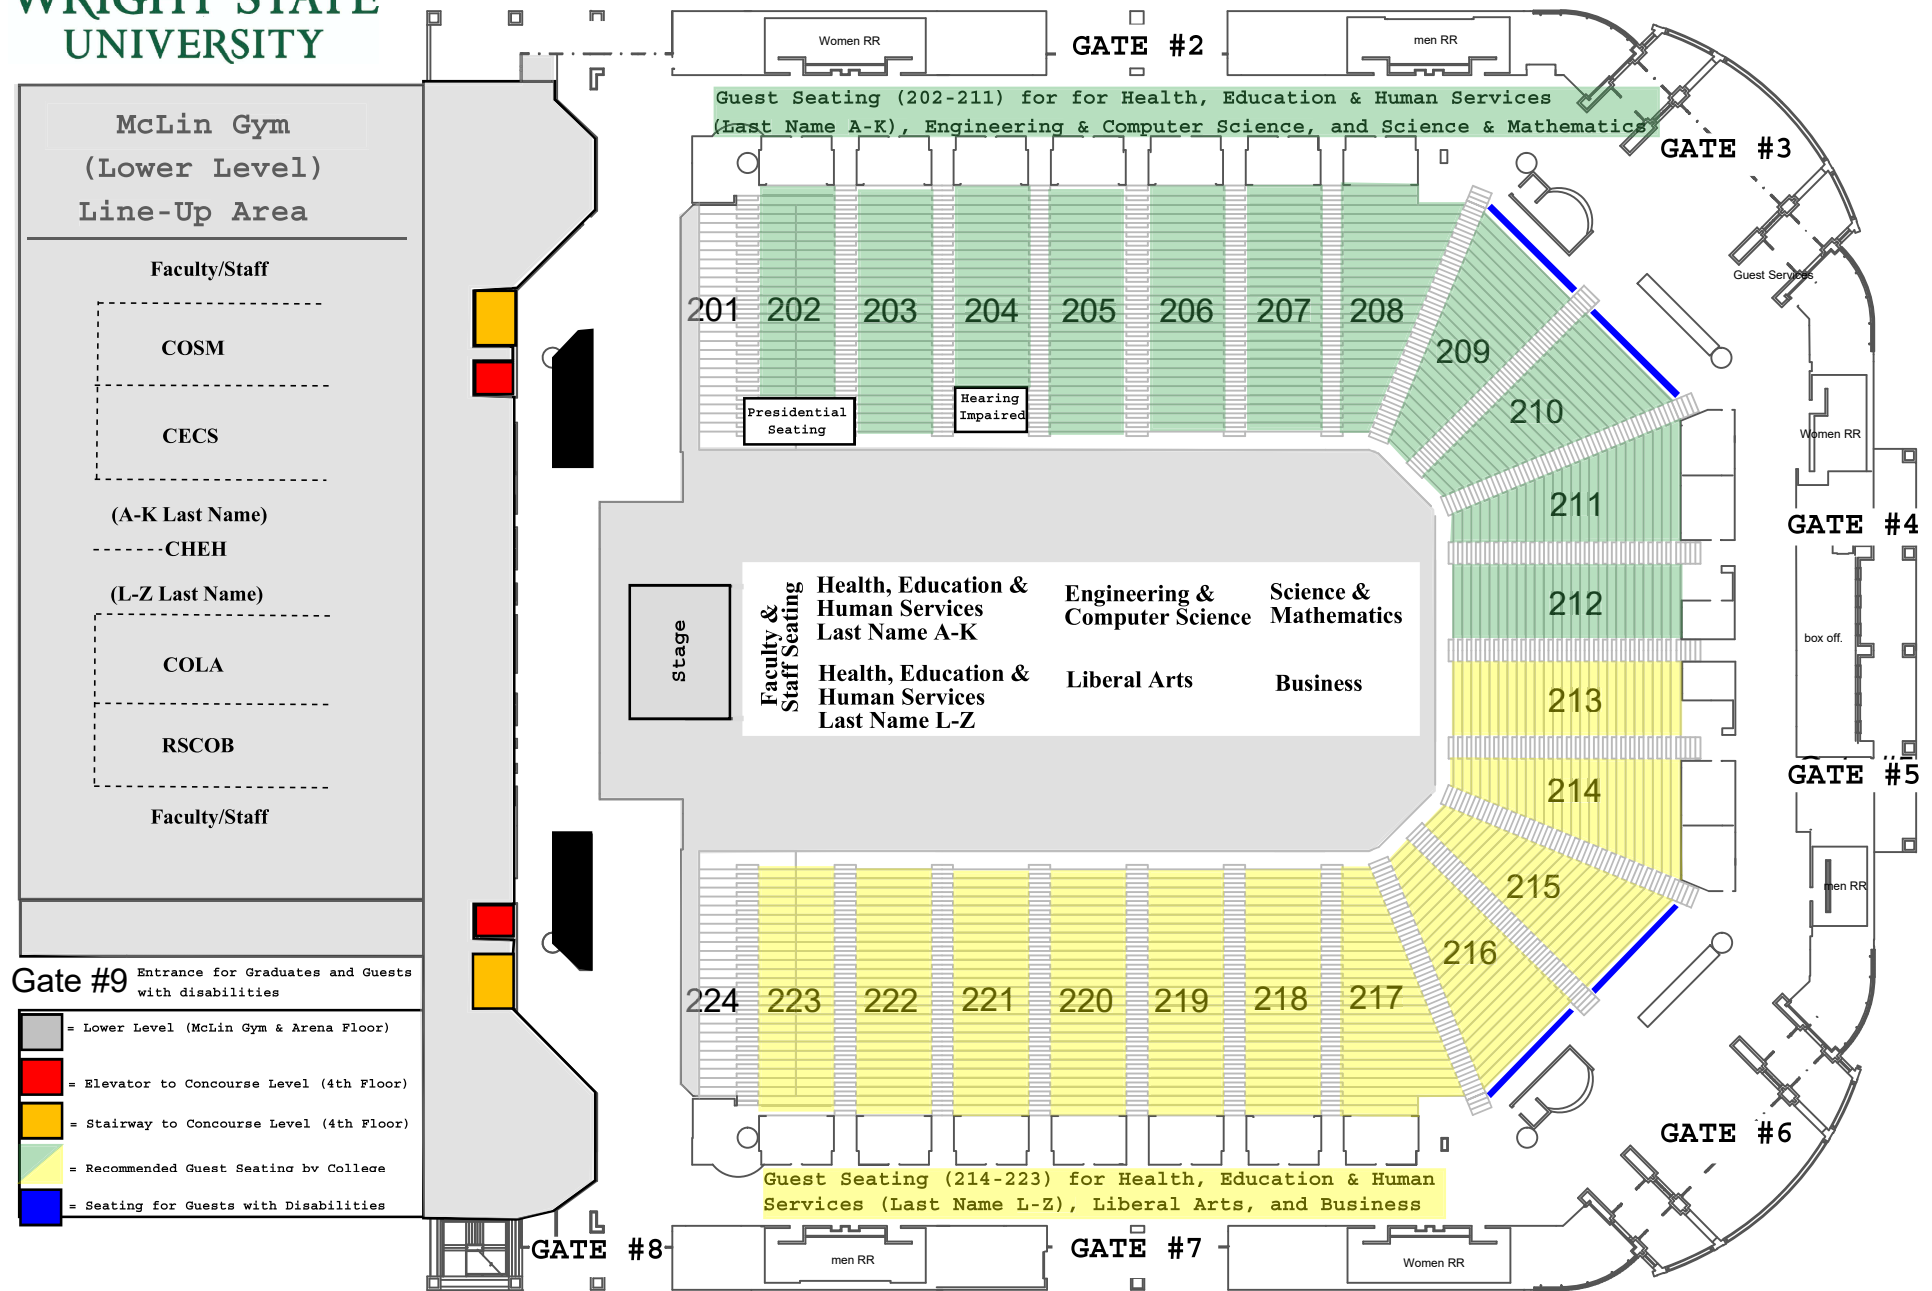 WRIGHT STATE
UNIVERSITY
Women RR
GATE #2
men RR
Guest Seating (202-211) for for Health, Education & Human Services
(Last Name A-K), Engineering & Computer Science, and Science & Mathematics)
GATE #3
Guest Services
McLin Gym
(Lower Level)
Line-Up Area
Faculty/Staff
COSM
CECS
(A-K Last Name)
CHEH
(L-Z Last Name)
COLA
RSCOB
Faculty/Staff
201
202
203
204
205
206
207
208
209
210
211
212
213
214
215
216
Presidential
Seating
Hearing
Impaired
Women RR
GATE #4
box off.
GATE #5
men RR
Stage
Faculty &
Staff Seating
Health, Education &
Human Services
Last Name A-K
Engineering &
Computer Science
Science &
Mathematics
Health, Education &
Human Services
Last Name L-Z
Liberal Arts
Business
224
223
222
221
220
219
218
217
Gate #9 Entrance for Graduates and Guests
with disabilities
= Lower Level (McLin Gym & Arena Floor)
= Elevator to Concourse Level (4th Floor)
= Stairway to Concourse Level (4th Floor)
= Recommended Guest Seating by College
= Seating for Guests with Disabilities
GATE #6
Guest Seating (214-223) for Health, Education & Human
Services (Last Name L-Z), Liberal Arts, and Business
GATE #8
men RR
GATE #7
Women RR